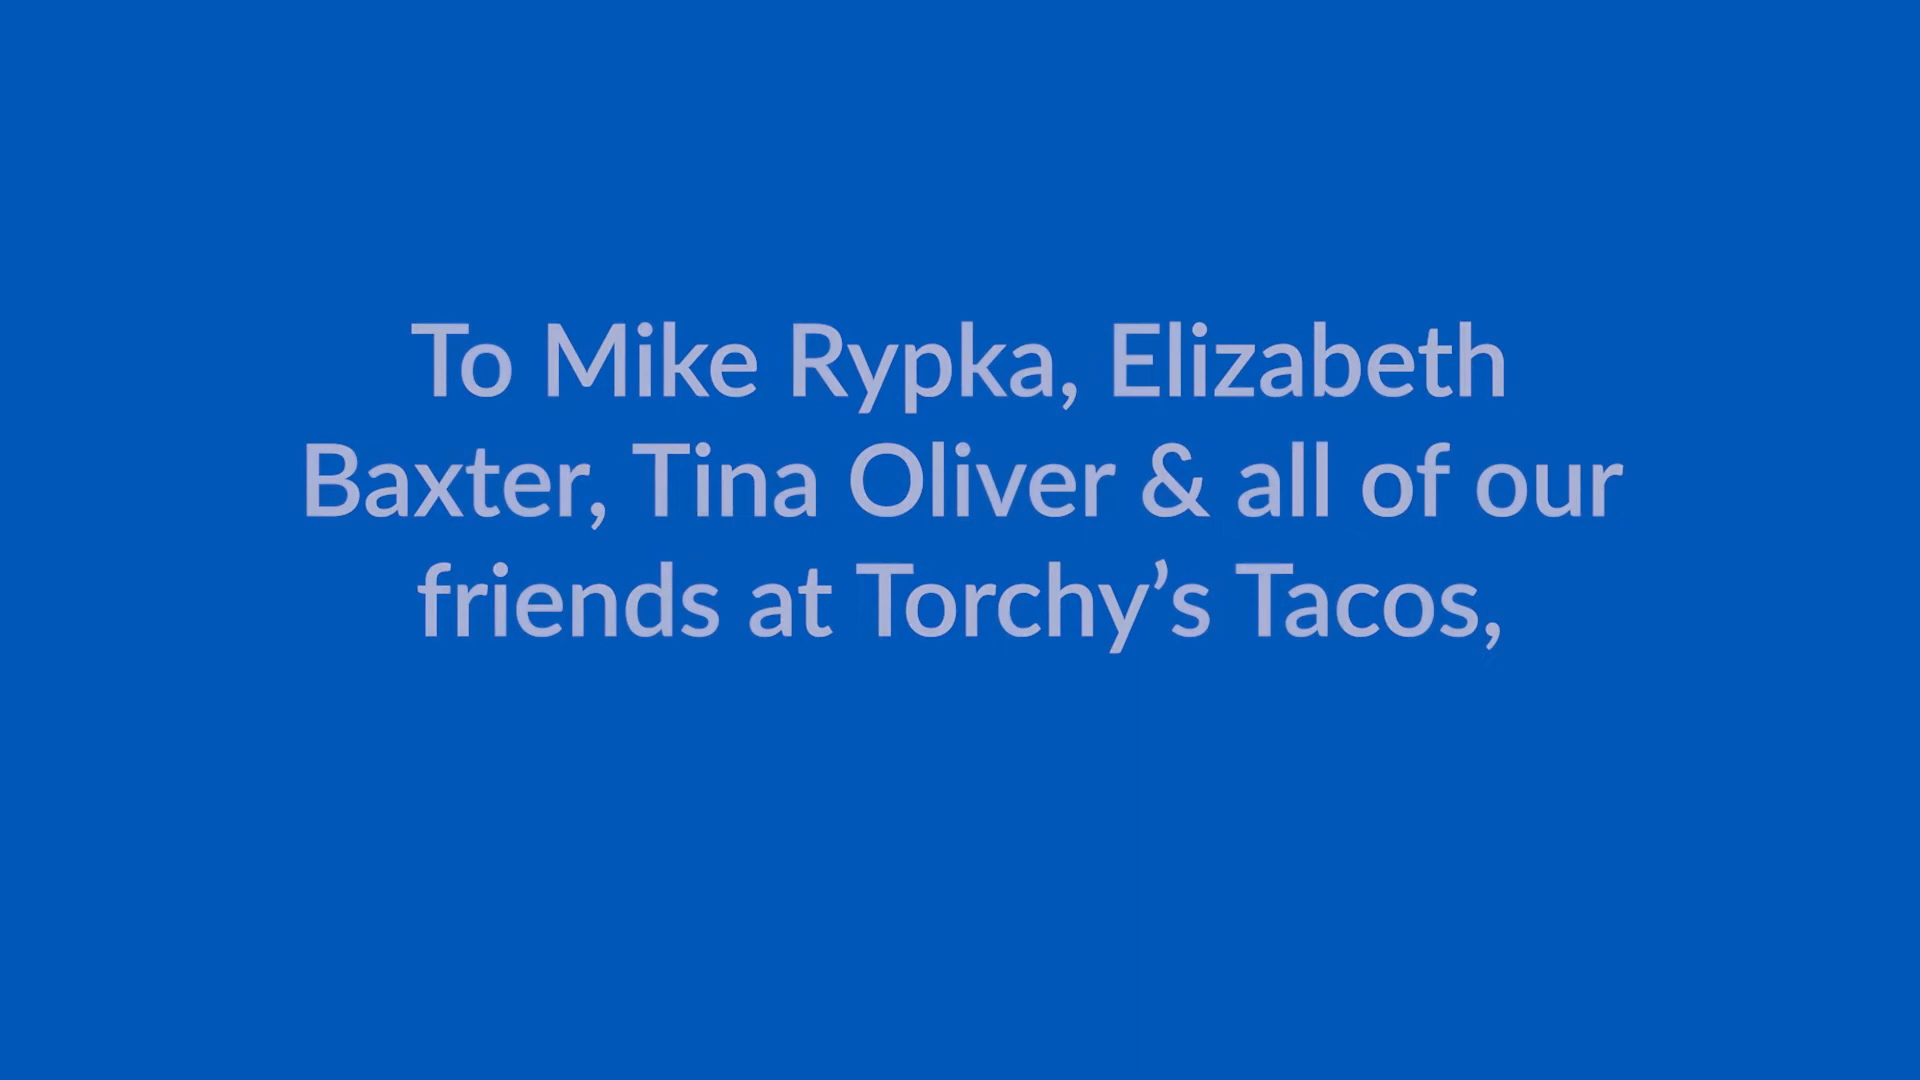 To Mike Rypka, Elizabeth
Baxter, Tina Oliver & all of our
friends at Torchy’s Tacos,